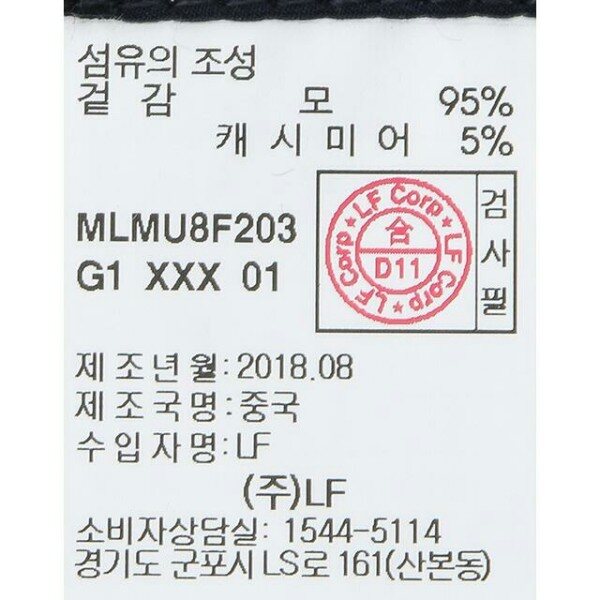 섬유의 조성
겉 감 모 95%
캐시미어 5%
MLMU8F203
G1 XXX 01
LF Corp ★ LF Corp ★ LF Corp ★
合
D11
검사필
제조년월:2018.08
제조국명:중국
수입자명:LF
(주)LF
소비자상담실: 1544-5114
경기도 군포시 LS로 161(산본동)